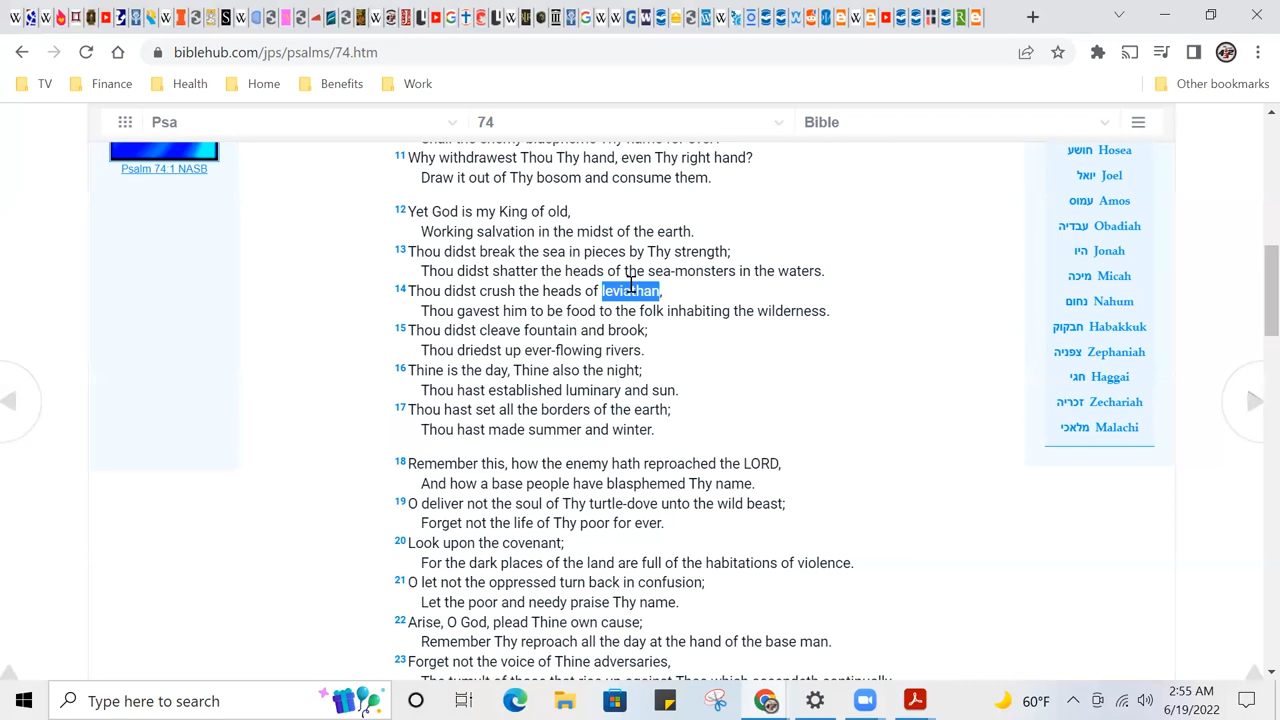 biblehub.com/jps/psalms/74.htm
TV Finance Health Home Benefits Work Other bookmarks
Psa 74 Bible
Psalm 74:1 NASB
11 Why withdrawest Thou Thy hand, even Thy right hand?
Draw it out of Thy bosom and consume them.
12 Yet God is my King of old,
Working salvation in the midst of the earth.
13 Thou didst break the sea in pieces by Thy strength;
Thou didst shatter the heads of the sea-monsters in the waters.
14 Thou didst crush the heads of leviathan,
Thou gavest him to be food to the folk inhabiting the wilderness.
15 Thou didst cleave fountain and brook;
Thou driedst up ever-flowing rivers.
16 Thine is the day, Thine also the night;
Thou hast established luminary and sun.
17 Thou hast set all the borders of the earth;
Thou hast made summer and winter.
18 Remember this, how the enemy hath reproached the LORD,
And how a base people have blasphemed Thy name.
19 O deliver not the soul of Thy turtle-dove unto the wild beast;
Forget not the life of Thy poor for ever.
20 Look upon the covenant;
For the dark places of the land are full of the habitations of violence.
21 O let not the oppressed turn back in confusion;
Let the poor and needy praise Thy name.
22 Arise, O God, plead Thine own cause;
Remember Thy reproach all the day at the hand of the base man.
23 Forget not the voice of Thine adversaries,
הושע Hosea
יואל Joel
עמוס Amos
עבדיה Obadiah
היו Jonah
מיכה Micah
נחום Nahum
חבקוק Habakkuk
צפניה Zephaniah
חגי Haggai
זכריה Zechariah
מלאכי Malachi
Type here to search
60°F
2:55 AM
6/19/2022